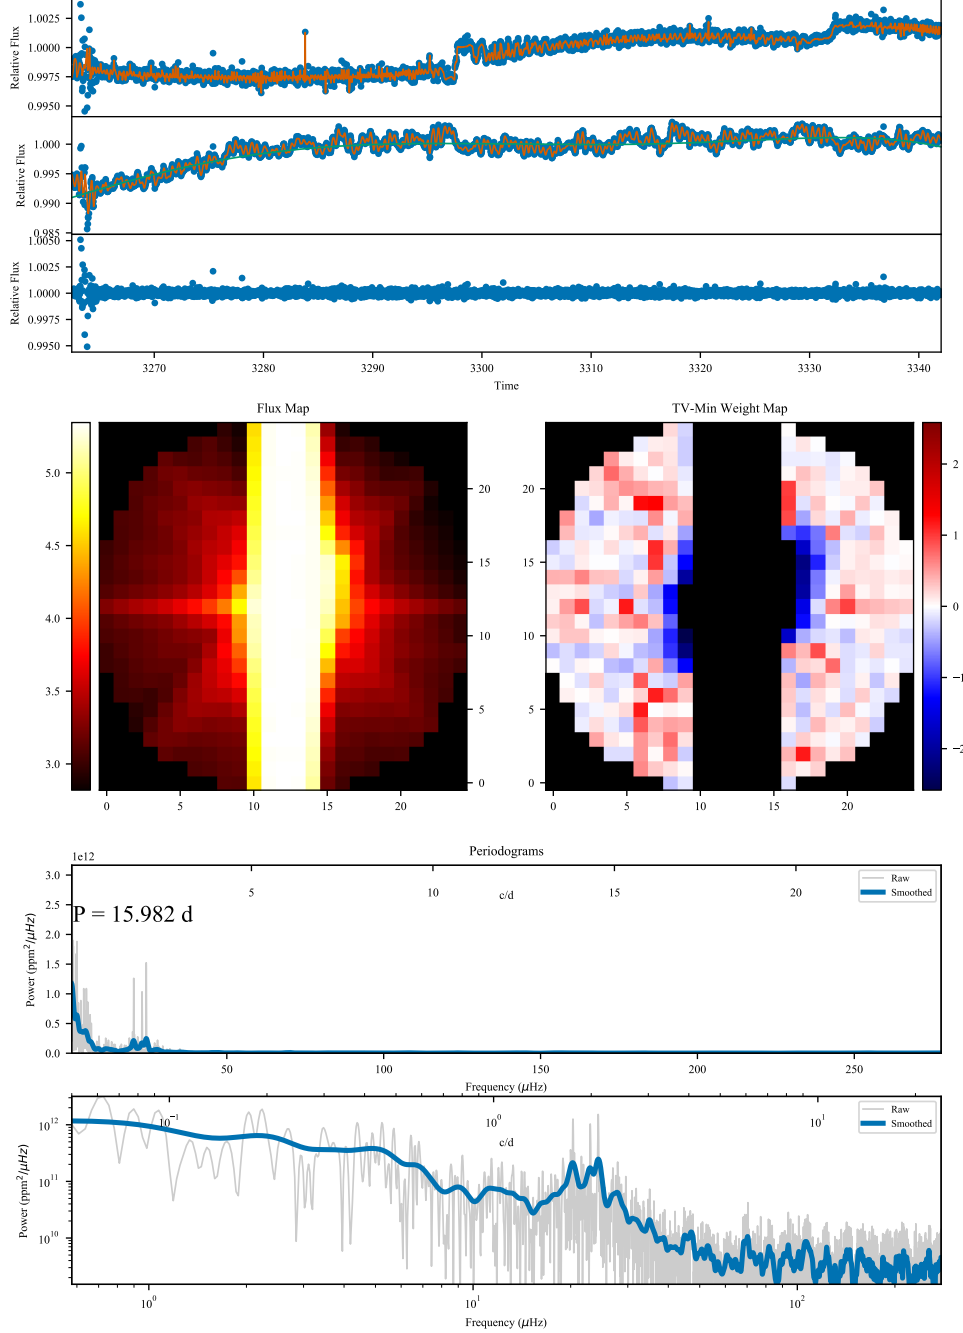 1.0025
1.0000
0.9975
0.9950
Relative Flux
1.000
0.995
0.990
0.985
Relative Flux
1.0050
1.0025
1.0000
0.9975
0.9950
Relative Flux
3270 3280 3290 3300 3310 3320 3330 3340
Time
Flux Map
5.0
4.5
4.0
3.5
3.0
20
15
10
5
0
0 5 10 15 20
TV-Min Weight Map
20
15
10
5
0
0 5 10 15 20
2
1
0
−1
−2
Periodograms
1e12
3.0
2.5
2.0
1.5
1.0
0.5
0.0
Power (ppm²/μHz)
5 10 15 20
c/d
P = 15.982 d
Raw
Smoothed
50 100 150 200 250
Frequency (μHz)
10⁻¹ 10⁰ 10¹
c/d
Raw
Smoothed
10¹²
10¹¹
10¹⁰
Power (ppm²/μHz)
10⁰ 10¹ 10²
Frequency (μHz)